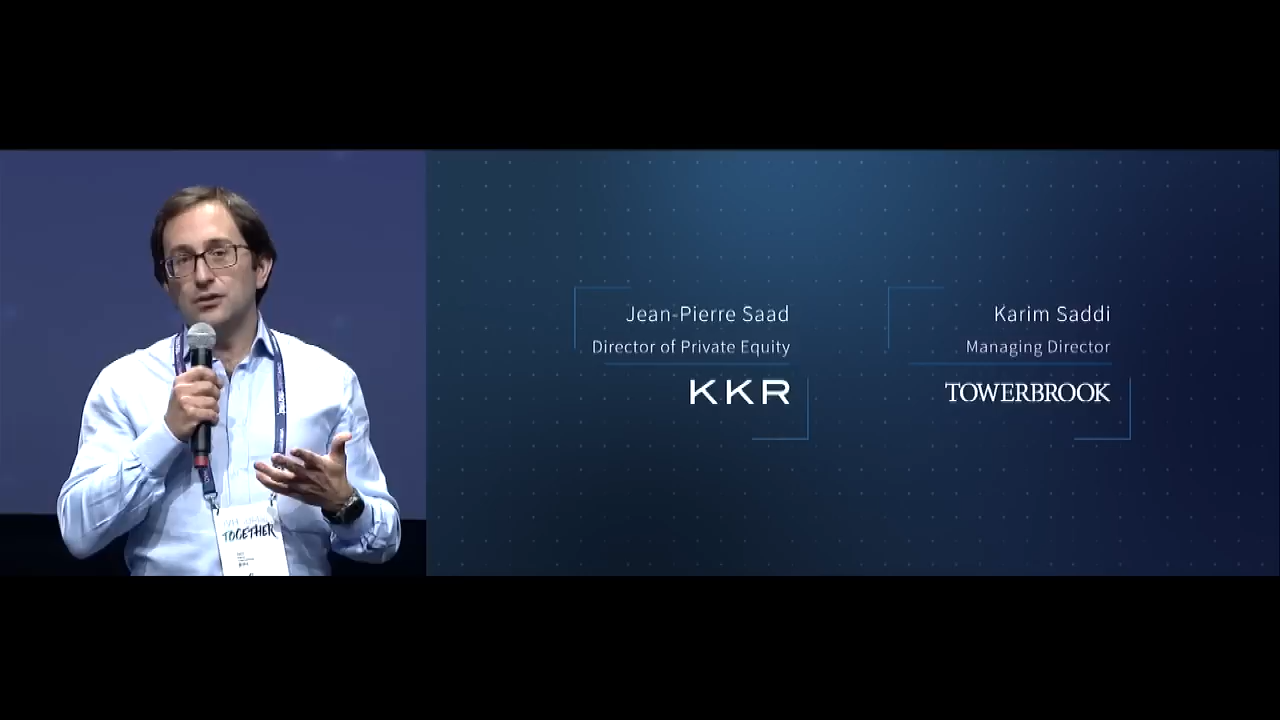 TOGETHER
Jean-Pierre Saad
Director of Private Equity
KKR
Karim Saddi
Managing Director
TOWERBROOK